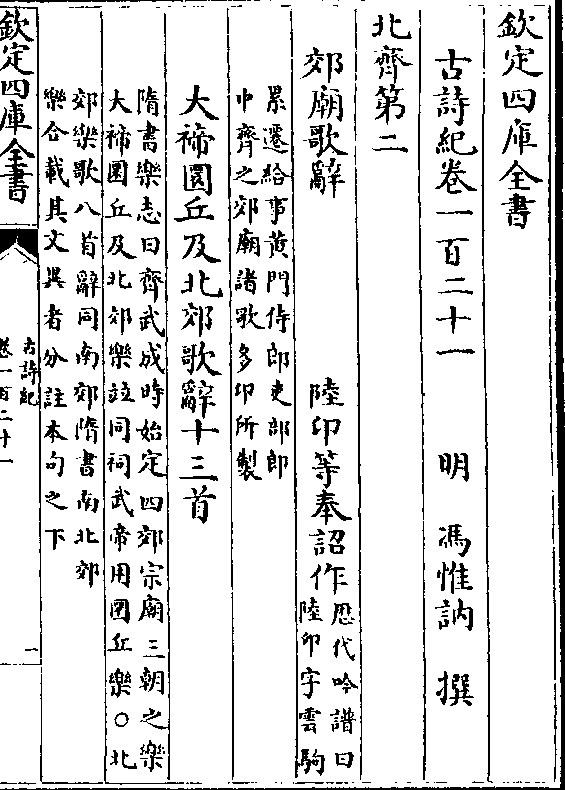 欽定四庫全書
古詩紀卷一百二十一 明 馮惟訥 撰
北齊第二
郊廟歌辭 陸卬等奉詔作 歴代吟譜曰
陸卬字雲駒
累遷給事黄門侍郎吏部郎
中齊之郊廟諸歌多卬所製
大禘圜丘及北郊歌辭十三首
隋書樂志曰齊武成時始定四郊宗廟三朝之樂
大禘圜丘及北郊樂竝同祠武帝用圜丘樂○北
郊樂歌八首辭同南郊隋書南北郊
樂合載其文異者分註本句之下
欽定四庫全書
古詩紀
卷一百二十一
一